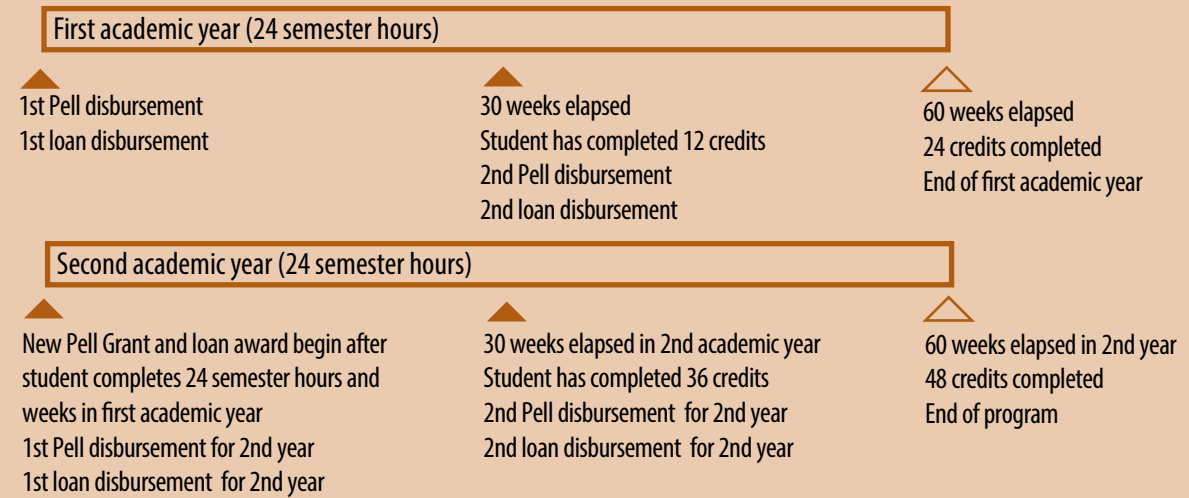 First academic year (24 semester hours)
1st Pell disbursement
1st loan disbursement
30 weeks elapsed
Student has completed 12 credits
2nd Pell disbursement
2nd loan disbursement
60 weeks elapsed
24 credits completed
End of first academic year
Second academic year (24 semester hours)
New Pell Grant and loan award begin after
student completes 24 semester hours and
weeks in first academic year
1st Pell disbursement for 2nd year
1st loan disbursement for 2nd year
30 weeks elapsed in 2nd academic year
Student has completed 36 credits
2nd Pell disbursement for 2nd year
2nd loan disbursement for 2nd year
60 weeks elapsed in 2nd year
48 credits completed
End of program